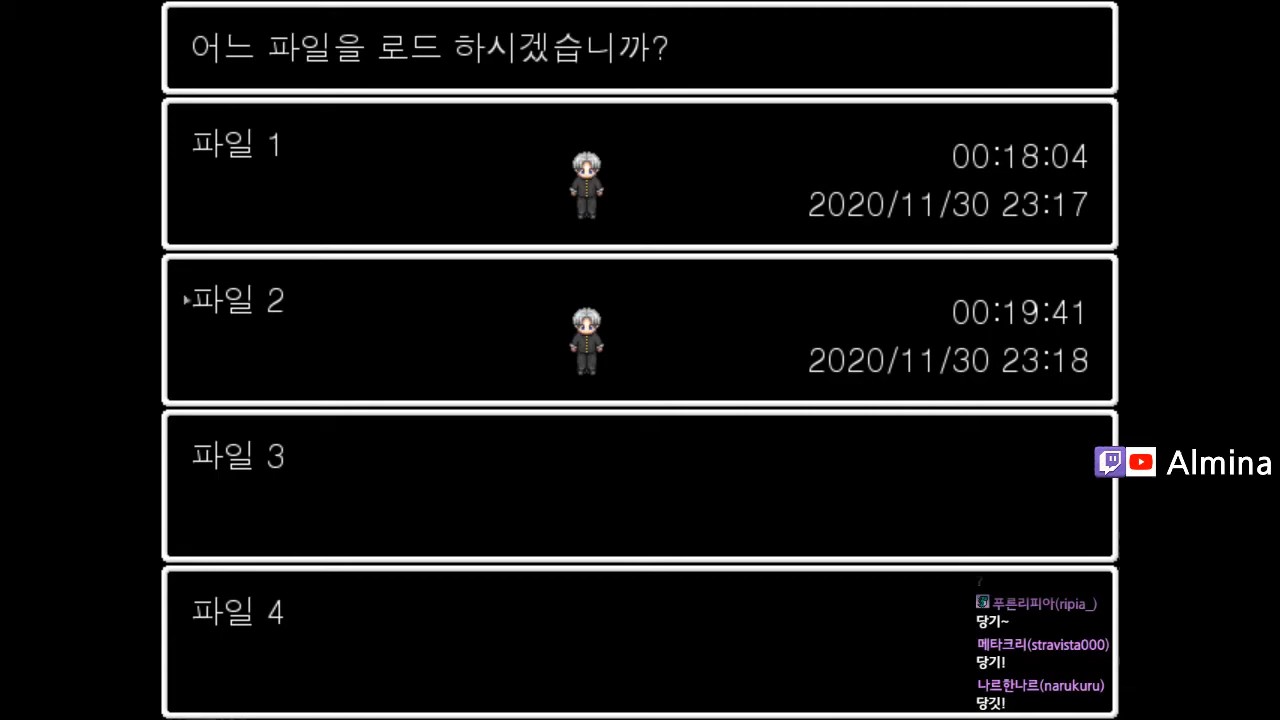 어느 파일을 로드 하시겠습니까?
파일 1
00:18:04
2020/11/30 23:17
파일 2
00:19:41
2020/11/30 23:18
파일 3
Almina
파일 4
푸른리피아(ripia_)
당기~
메타크리(stravista000)
당기!
나르한나르(narukuru)
당깃!